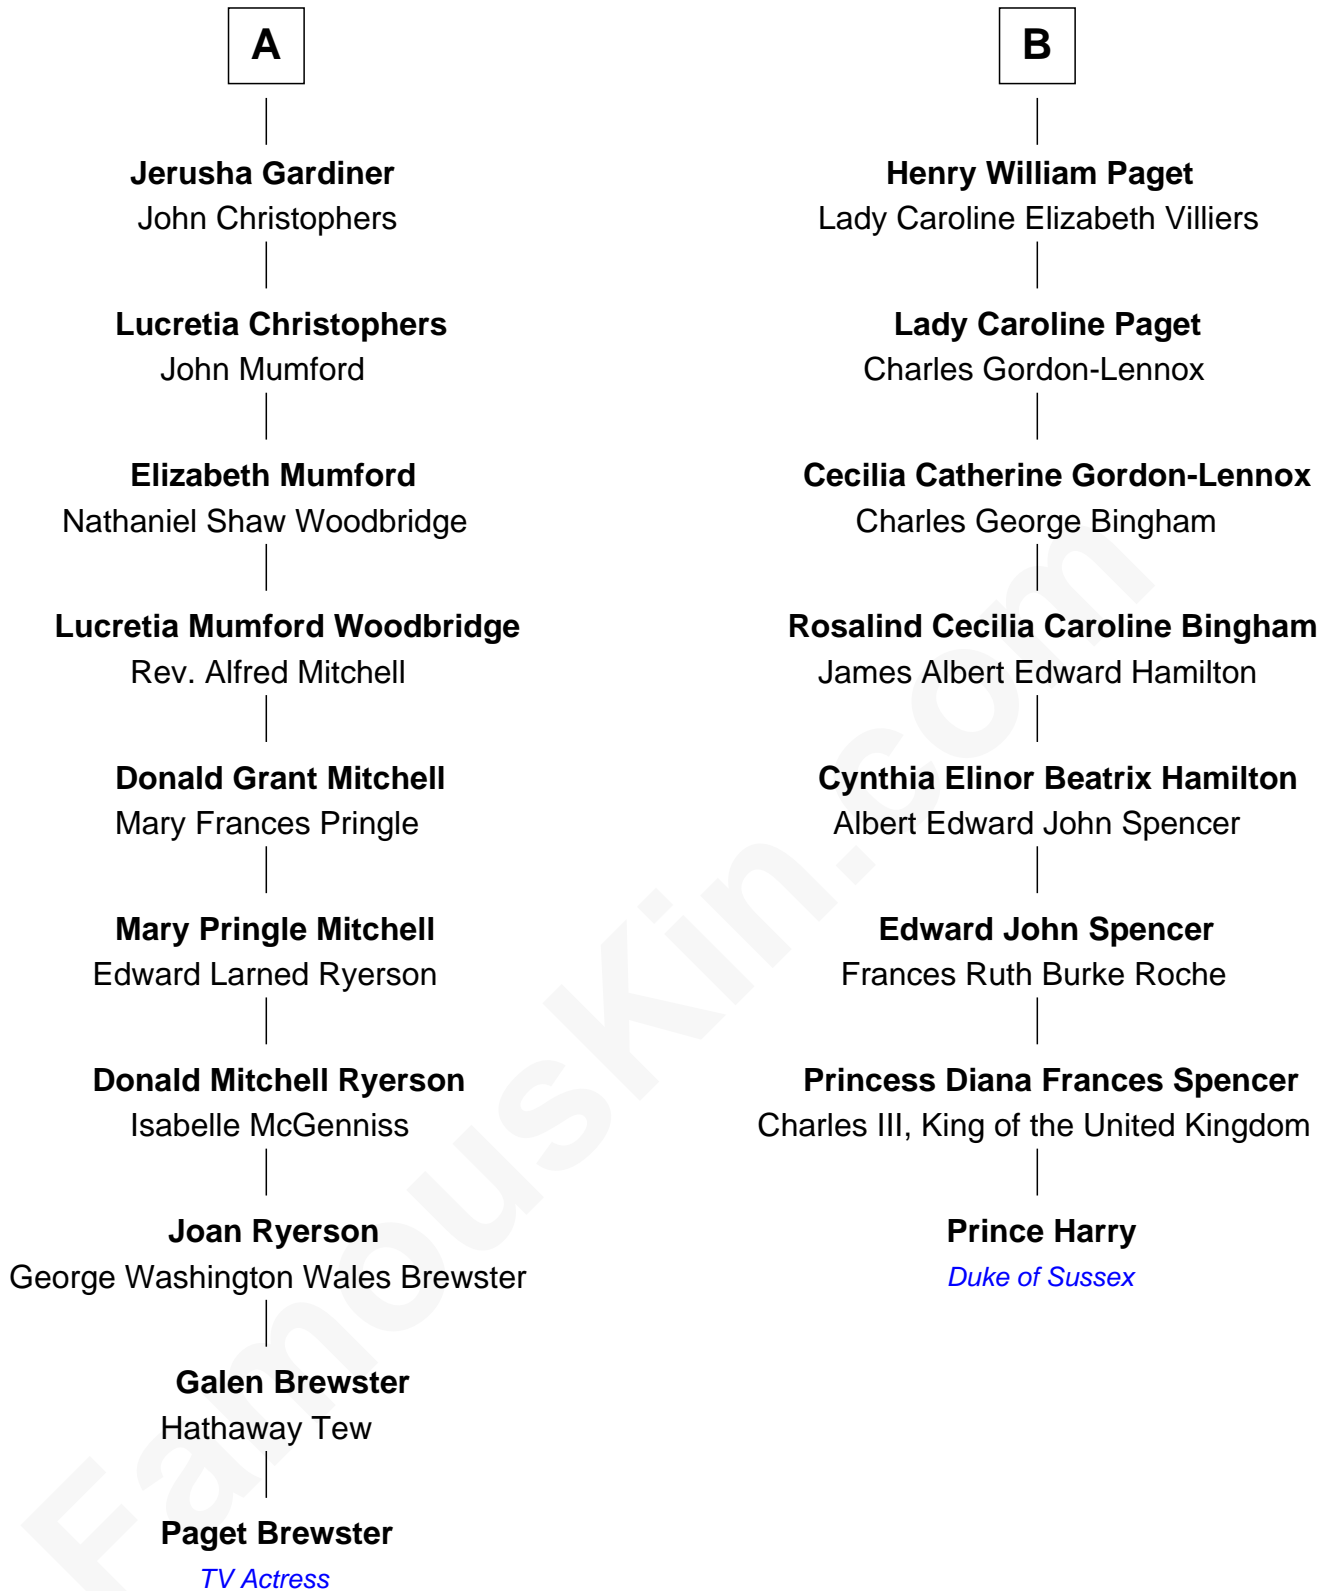 A
Jerusha Gardiner
John Christophers
Lucretia Christophers
John Mumford
Elizabeth Mumford
Nathaniel Shaw Woodbridge
Lucretia Mumford Woodbridge
Rev. Alfred Mitchell
Donald Grant Mitchell
Mary Frances Pringle
Mary Pringle Mitchell
Edward Larned Ryerson
Donald Mitchell Ryerson
Isabelle McGenniss
Joan Ryerson
George Washington Wales Brewster
Galen Brewster
Hathaway Tew
Paget Brewster
TV Actress
B
Henry William Paget
Lady Caroline Elizabeth Villiers
Lady Caroline Paget
Charles Gordon-Lennox
Cecilia Catherine Gordon-Lennox
Charles George Bingham
Rosalind Cecilia Caroline Bingham
James Albert Edward Hamilton
Cynthia Elinor Beatrix Hamilton
Albert Edward John Spencer
Edward John Spencer
Frances Ruth Burke Roche
Princess Diana Frances Spencer
Charles III, King of the United Kingdom
Prince Harry
Duke of Sussex
FamousKin.com